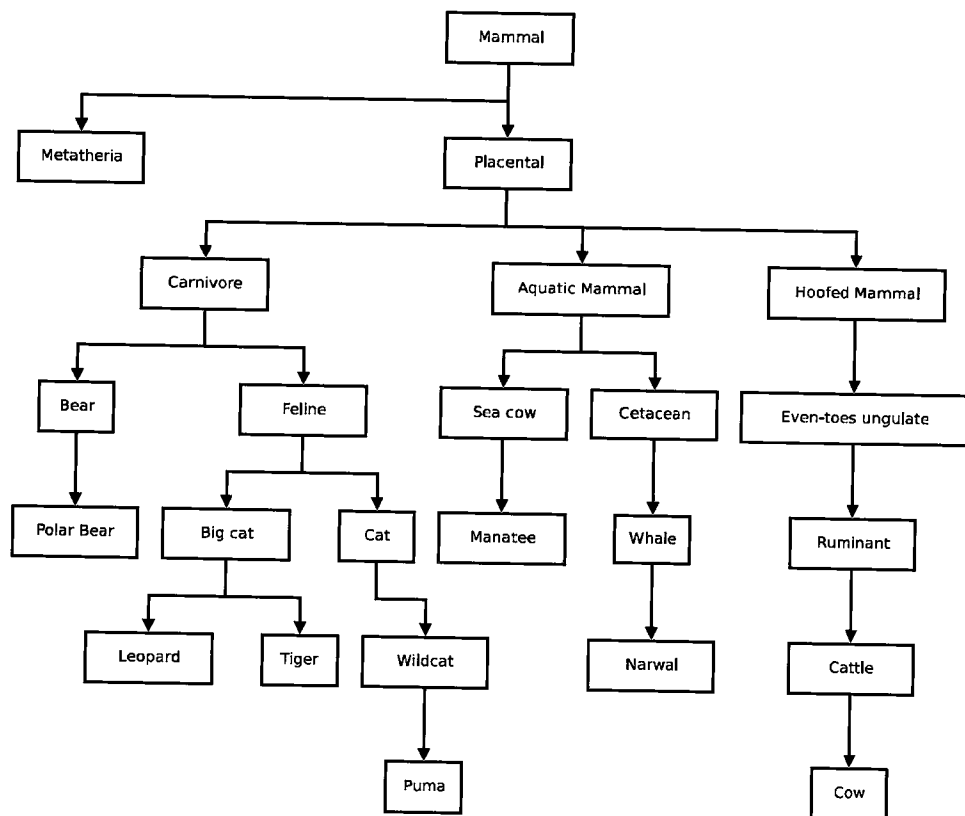 Mammal
Metatheria
Placental
Carnivore
Aquatic Mammal
Hoofed Mammal
Bear
Feline
Sea cow
Cetacean
Even-toes ungulate
Polar Bear
Big cat
Cat
Manatee
Whale
Ruminant
Leopard
Tiger
Wildcat
Narwal
Cattle
Puma
Cow